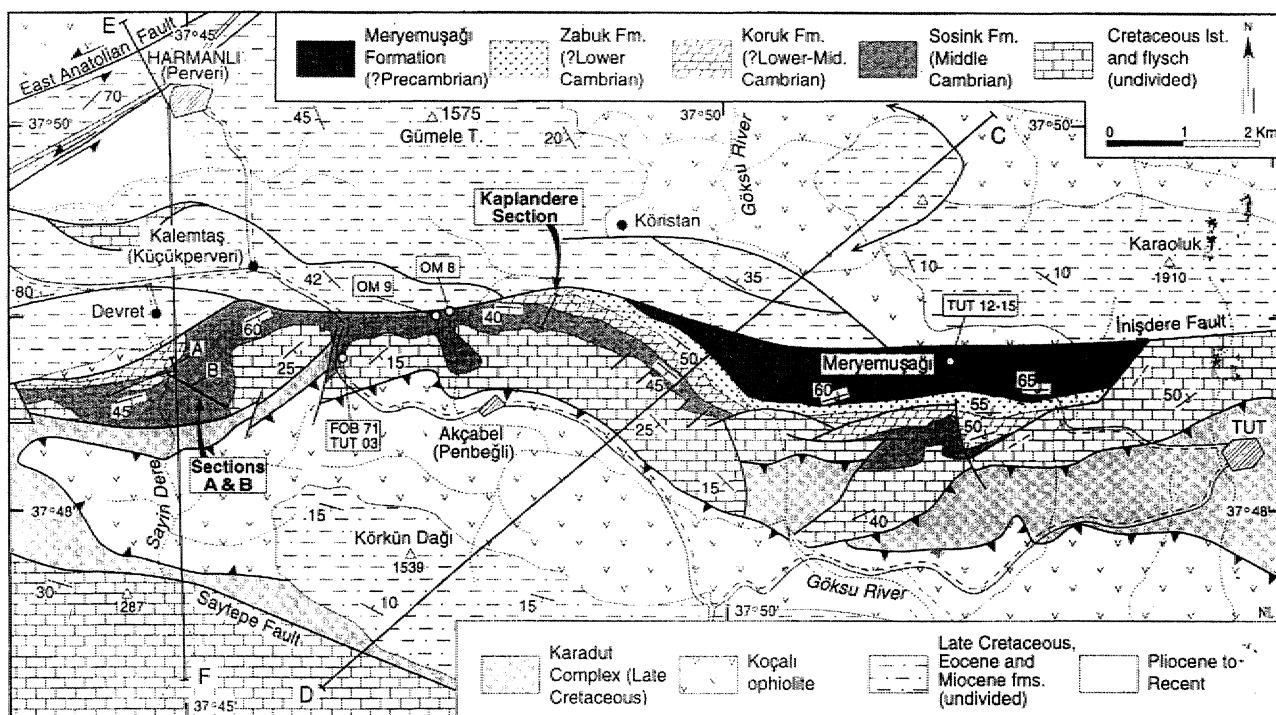 E
37°45'
East Anatolian Fault
HARMANLI
(Perveri)
70
37°50'
Meryemuşağı
Formation
(?Precambrian)
Zabuk Fm.
(?Lower
Cambrian)
Koruk Fm.
(?Lower-Mid.
Cambrian)
Sosink Fm.
(Middle
Cambrian)
Cretaceous lst.
and flysch
(undivided)
N
0 1 2 Km
45
1575
Gümele T.
20
Göksu River
37°50'
C
Kaplandere
Section
Köristan
Kalemtaş
(Küçükperveri)
OM 8
OM 9
42
80
Devret
60
40
35
10
10
Karaoluk T.
1910
TUT 12-15
İnişdere Fault
A
B
25
15
50
45
Meryemuşağı
60
65
55
50
50
45
FOB 71
TUT 03
Akçabel
(Penbeğli)
25
TUT
Sections
A & B
15
37°48'
Sayin Dere
15
40
37°48'
Körkün Dağı
1539
Göksu River
30
1287
Saytepe Fault
10
15
37°50'
F
D
37°45'
Karadut
Complex (Late
Cretaceous)
Koçalı
ophiolite
Late Cretaceous,
Eocene and
Miocene fms.
(undivided)
Pliocene to
Recent